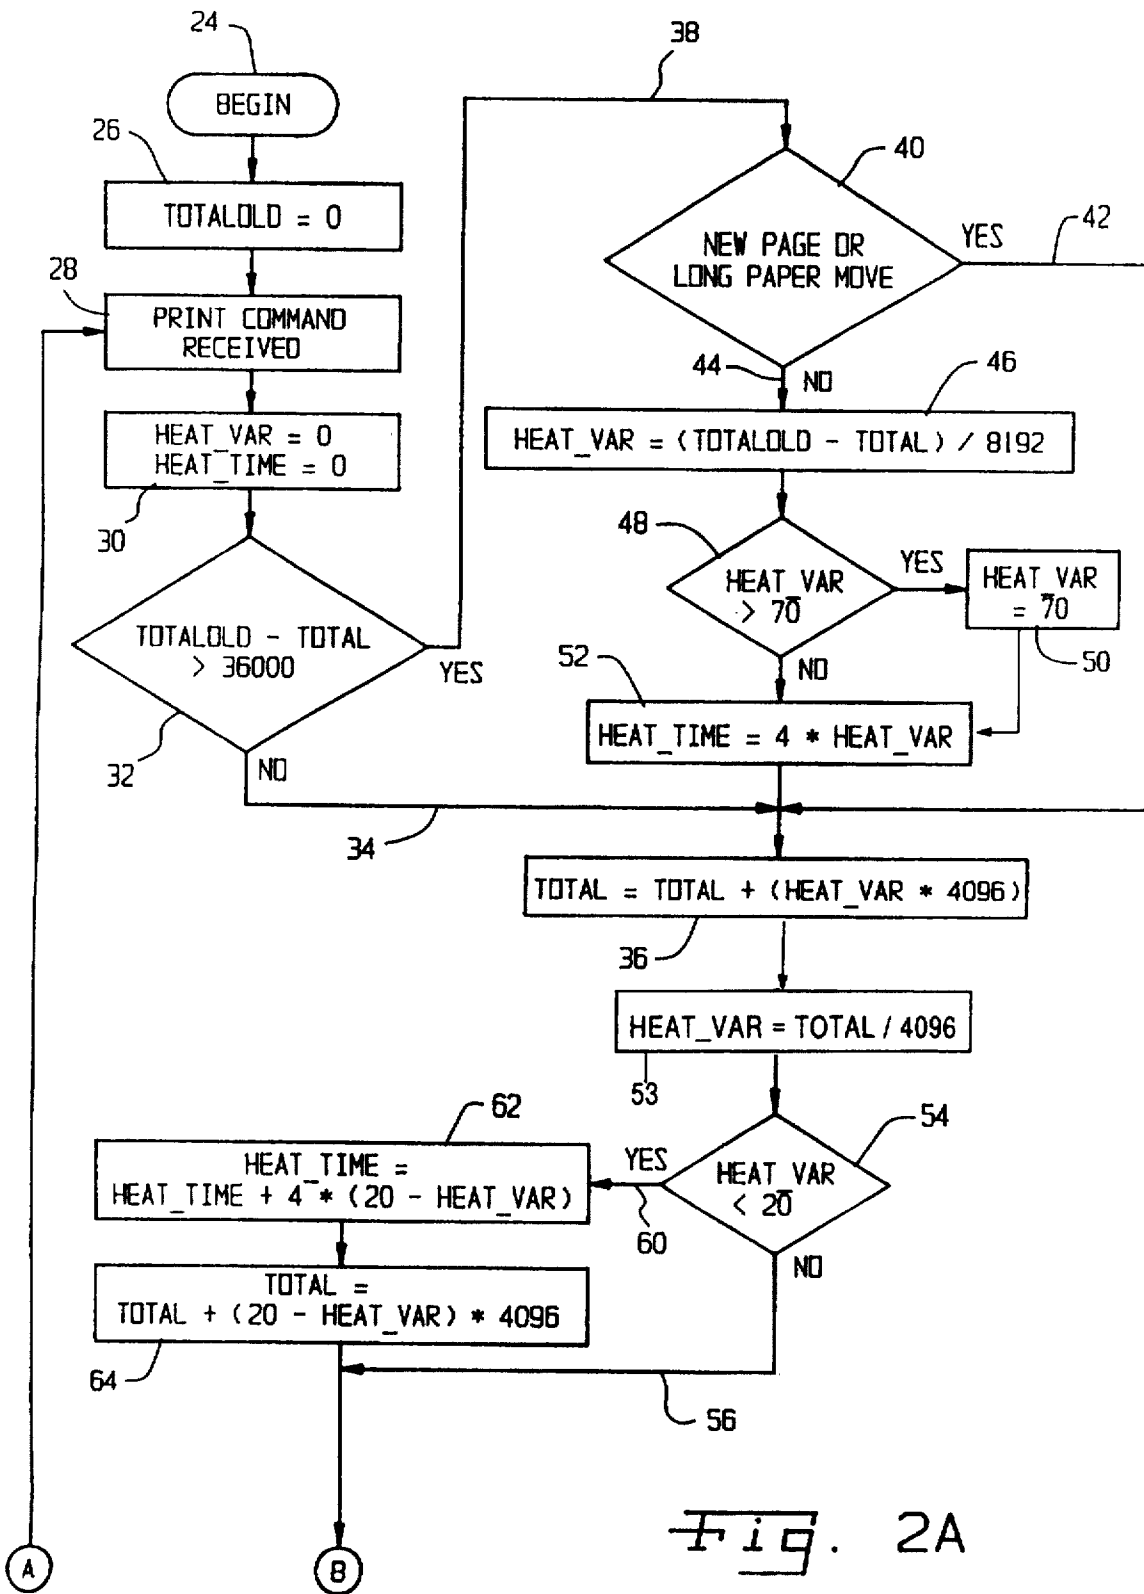 24
BEGIN
26
TOTALOLD = 0
28
PRINT COMMAND
RECEIVED
HEAT_VAR = 0
HEAT_TIME = 0
30
TOTALOLD - TOTAL
> 36000
YES
32
NO
34
38
40
NEW PAGE OR
LONG PAPER MOVE
YES
42
44
NO
46
HEAT_VAR = (TOTALOLD - TOTAL) / 8192
48
HEAT_VAR
> 70
YES
HEAT_VAR
= 70
50
NO
52
HEAT_TIME = 4 * HEAT_VAR
TOTAL = TOTAL + (HEAT_VAR * 4096)
36
HEAT_VAR = TOTAL / 4096
53
54
HEAT_VAR
< 20
YES
60
NO
62
HEAT_TIME =
HEAT_TIME + 4 * (20 - HEAT_VAR)
TOTAL =
TOTAL + (20 - HEAT_VAR) * 4096
64
56
A
B
Fig. 2A